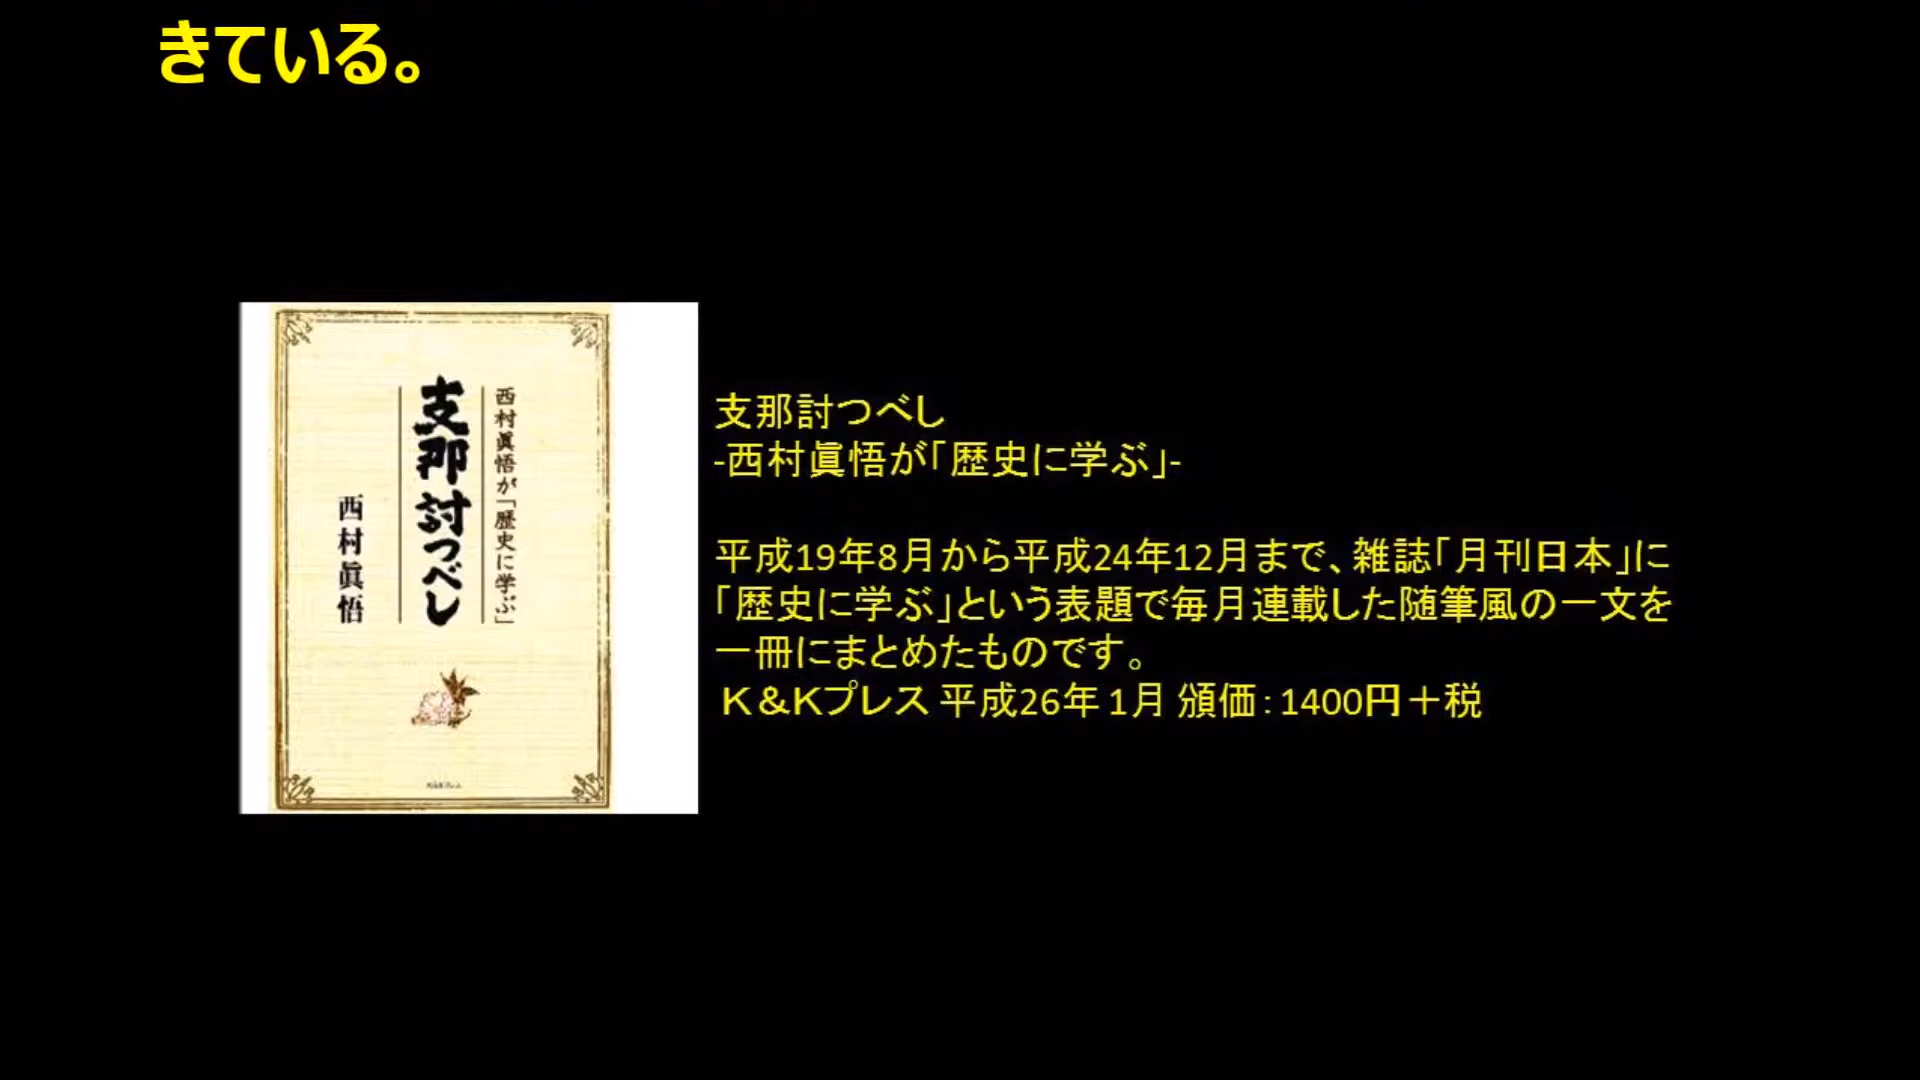 きている。
西村眞悟が「歴史に学ぶ」
支那討つべし
西村眞悟
支那討つべし
-西村眞悟が「歴史に学ぶ」-
平成19年8月から平成24年12月まで、雑誌「月刊日本」に
「歴史に学ぶ」という表題で毎月連載した随筆風の一文を
一冊にまとめたものです。
Ｋ＆Ｋプレス 平成26年 1月 頒価：1400円＋税